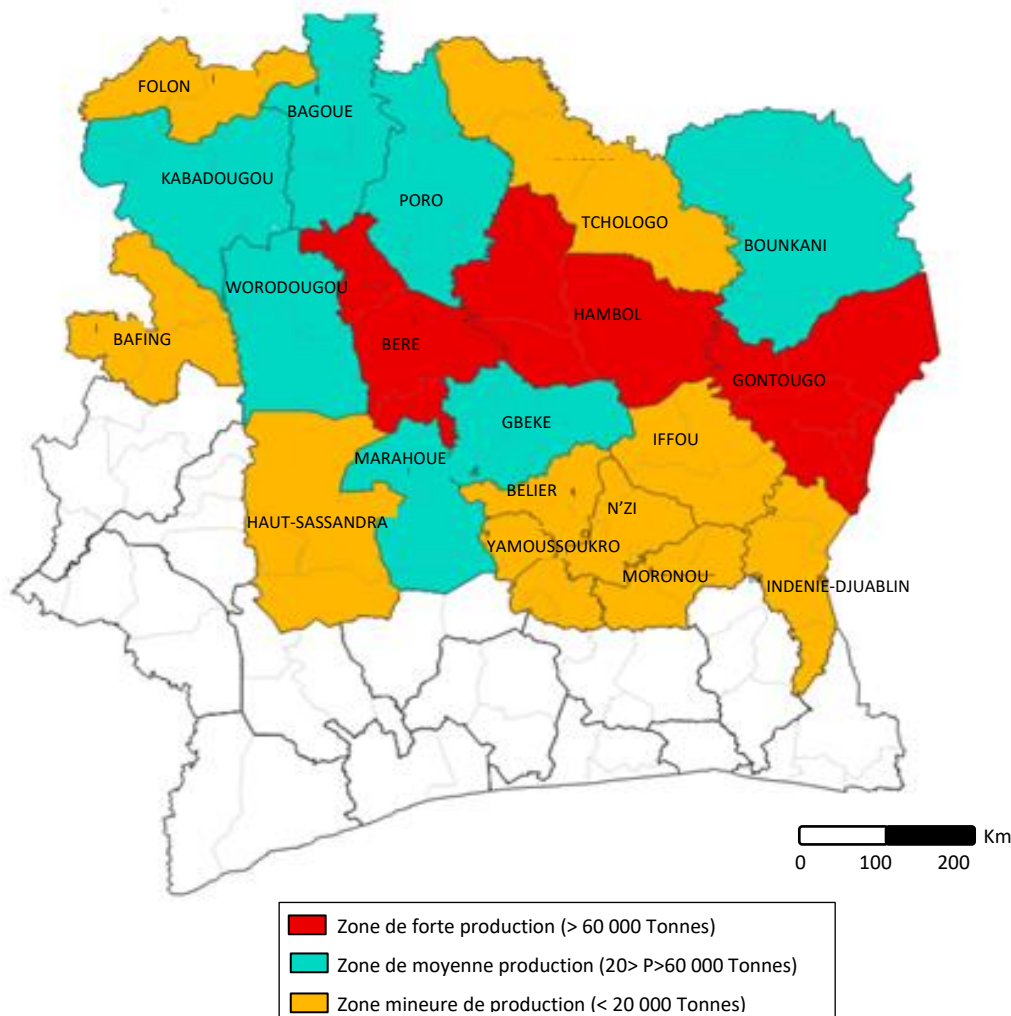 FOLON
BAGOUE
KABADOUGOU
PORO
TCHOLOGO
BOUNKANI
WORODOUGOU
HAMBOL
BAFING
BERE
GONTOUGO
GBEKE
IFFOU
MARAHOUE
BELIER
N'ZI
HAUT-SASSANDRA
YAMOUSSOUKRO
MORONOU
INDENIE-DJUABLIN
Km
0 100 200
Zone de forte production (> 60 000 Tonnes)
Zone de moyenne production (20> P>60 000 Tonnes)
Zone mineure de production (< 20 000 Tonnes)